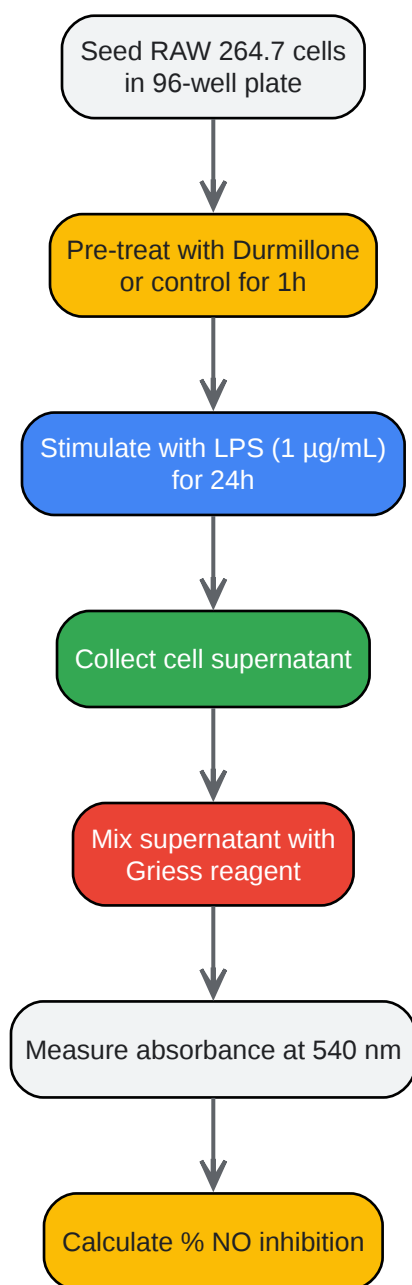 Seed RAW 264.7 cells
in 96-well plate
Pre-treat with Durmillone
or control for 1h
Stimulate with LPS (1 µg/mL)
for 24h
Collect cell supernatant
Mix supernatant with
Griess reagent
Measure absorbance at 540 nm
Calculate % NO inhibition